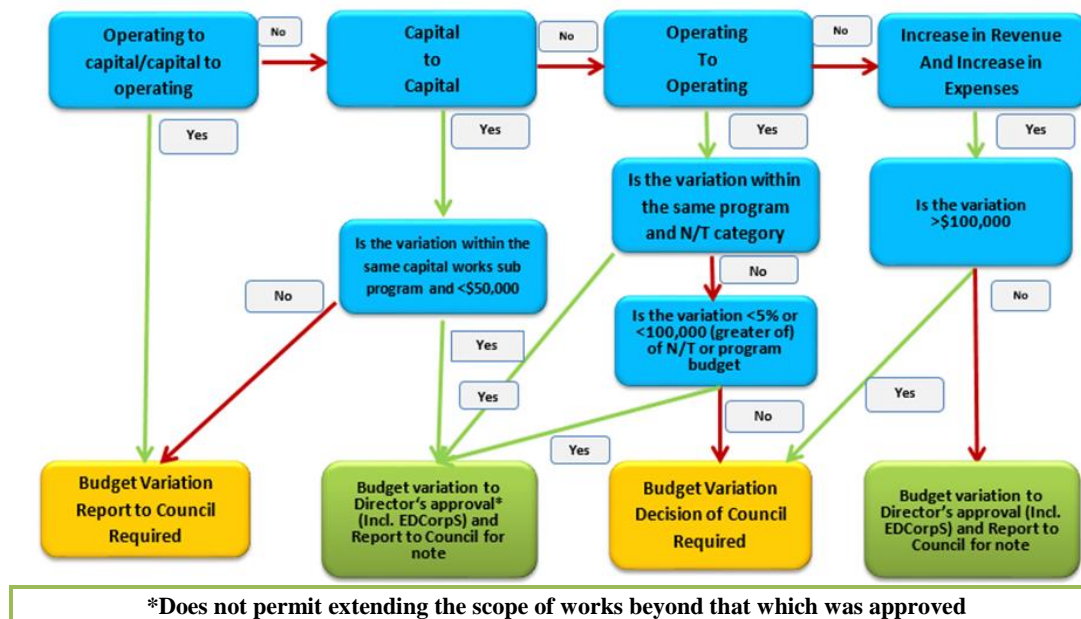 Operating to
capital/capital to
operating
No
Capital
to
Capital
No
Operating
To
Operating
No
Increase in Revenue
And Increase in
Expenses
Yes
Yes
Yes
Yes
Is the variation within the
same capital works sub
program and <$50,000
Is the variation within
the same program
and N/T category
Is the variation
>$100,000
No
No
No
Is the variation <5% or
<100,000 (greater of)
of N/T or program
budget
Yes
Yes
Yes
No
Yes
Budget Variation
Report to Council
Required
Budget variation to
Director's approval*
(Incl. EDCorpS) and
Report to Council for
note
Budget Variation
Decision of Council
Required
Budget variation to
Director's approval (Incl.
EDCorpS) and Report to
Council for note
*Does not permit extending the scope of works beyond that which was approved